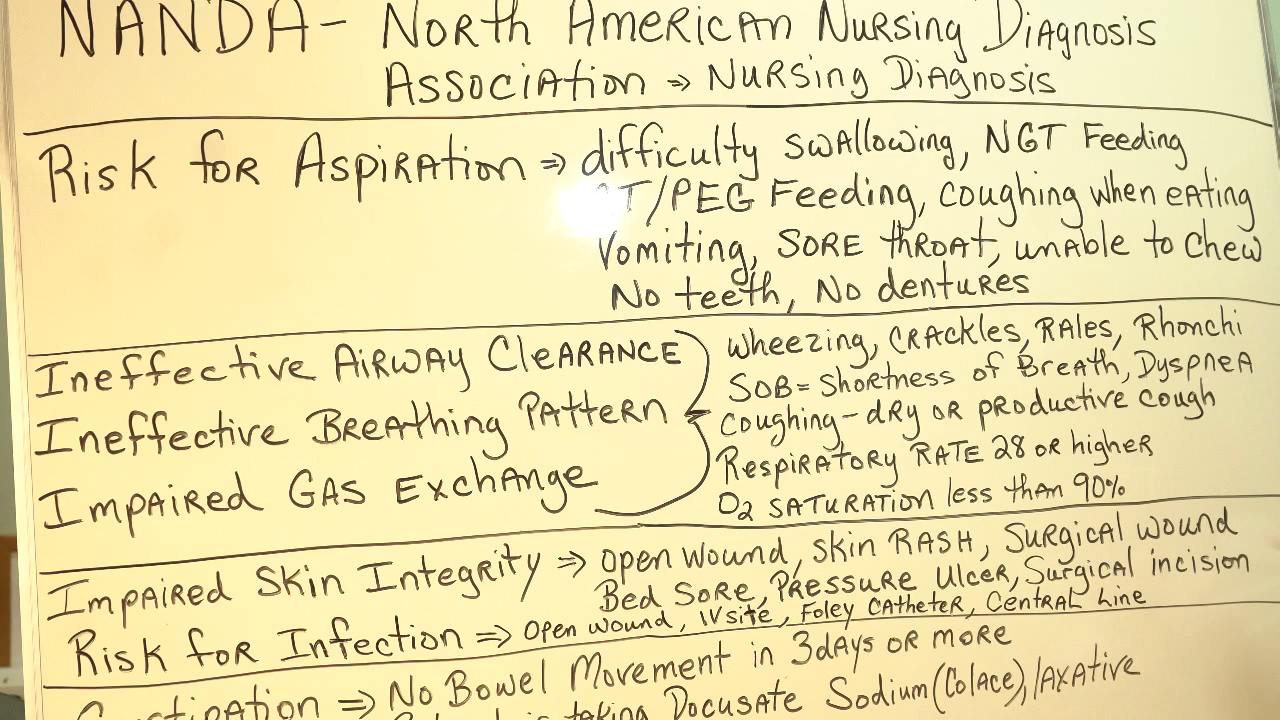 NANDA - North American Nursing Diagnosis
Association ⇒ Nursing Diagnosis
Risk for Aspiration ⇒ difficulty swallowing, NGT Feeding
T/PEG Feeding, coughing when eating
Vomiting, sore throat, unable to chew
No teeth, No dentures
Ineffective Airway Clearance
Ineffective Breathing Pattern
Impaired Gas Exchange
Wheezing, Crackles, Rales, Rhonchi
SOB = Shortness of Breath, Dyspnea
Coughing - dry or productive cough
Respiratory Rate 28 or higher
O2 saturation less than 90%
Impaired Skin Integrity ⇒ Open wound, skin rash, Surgical wound
Bed Sore, Pressure Ulcer, Surgical incision
Risk for Infection ⇒ Open wound, IV site, Foley catheter, Central Line
Constipation ⇒ No Bowel Movement in 3days or more
is taking Docusate Sodium (Colace), laxative